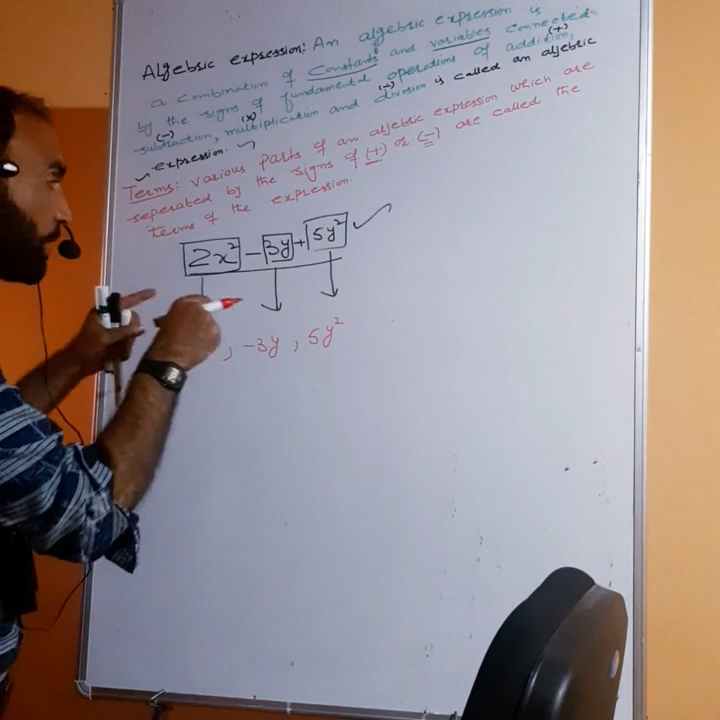 Algebric expression: An algebric expression is
a combination of Constants and variables connected
by the signs of fundamental operations of addition, (+)
subtraction, (-) multiplication (x) and division (÷) is called an algebric
expression.
Terms: Various parts of an algebric expression which are
seperated by the signs of (+) or (-) are called the
terms of the expression.
2x² - 3y + 5y²
, -3y, 5y²